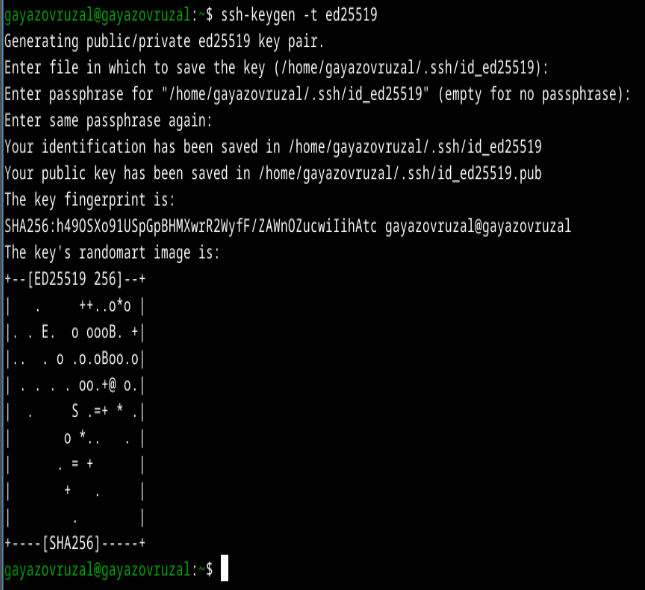 gayazovruzal@gayazovruzal:~$ ssh-keygen -t ed25519
Generating public/private ed25519 key pair.
Enter file in which to save the key (/home/gayazovruzal/.ssh/id_ed25519):
Enter passphrase for "/home/gayazovruzal/.ssh/id_ed25519" (empty for no passphrase):
Enter same passphrase again:
Your identification has been saved in /home/gayazovruzal/.ssh/id_ed25519
Your public key has been saved in /home/gayazovruzal/.ssh/id_ed25519.pub
The key fingerprint is:
SHA256:h49OSXo91USpGpBHMXwrR2WyfF/ZAWnOZucwiIihAtc gayazovruzal@gayazovruzal
The key's randomart image is:
+--[ED25519 256]--+
|   .     ++..o*o |
|. . E.  o oooB. +|
|..  . o .o.oBoo.o|
| . . . . oo.+@ o.|
|  .     S .=+ * .|
|       o *..   . |
|      . = +      |
|       +   .     |
|        .        |
+----[SHA256]-----+
gayazovruzal@gayazovruzal:~$